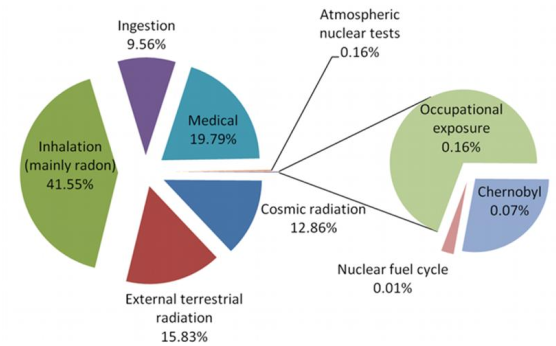 Atmospheric
nuclear tests
0.16%
Ingestion
9.56%
Medical
19.79%
Occupational
exposure
0.16%
Inhalation
(mainly radon)
41.55%
Chernobyl
0.07%
Cosmic radiation
12.86%
Nuclear fuel cycle
0.01%
External terrestrial
radiation
15.83%